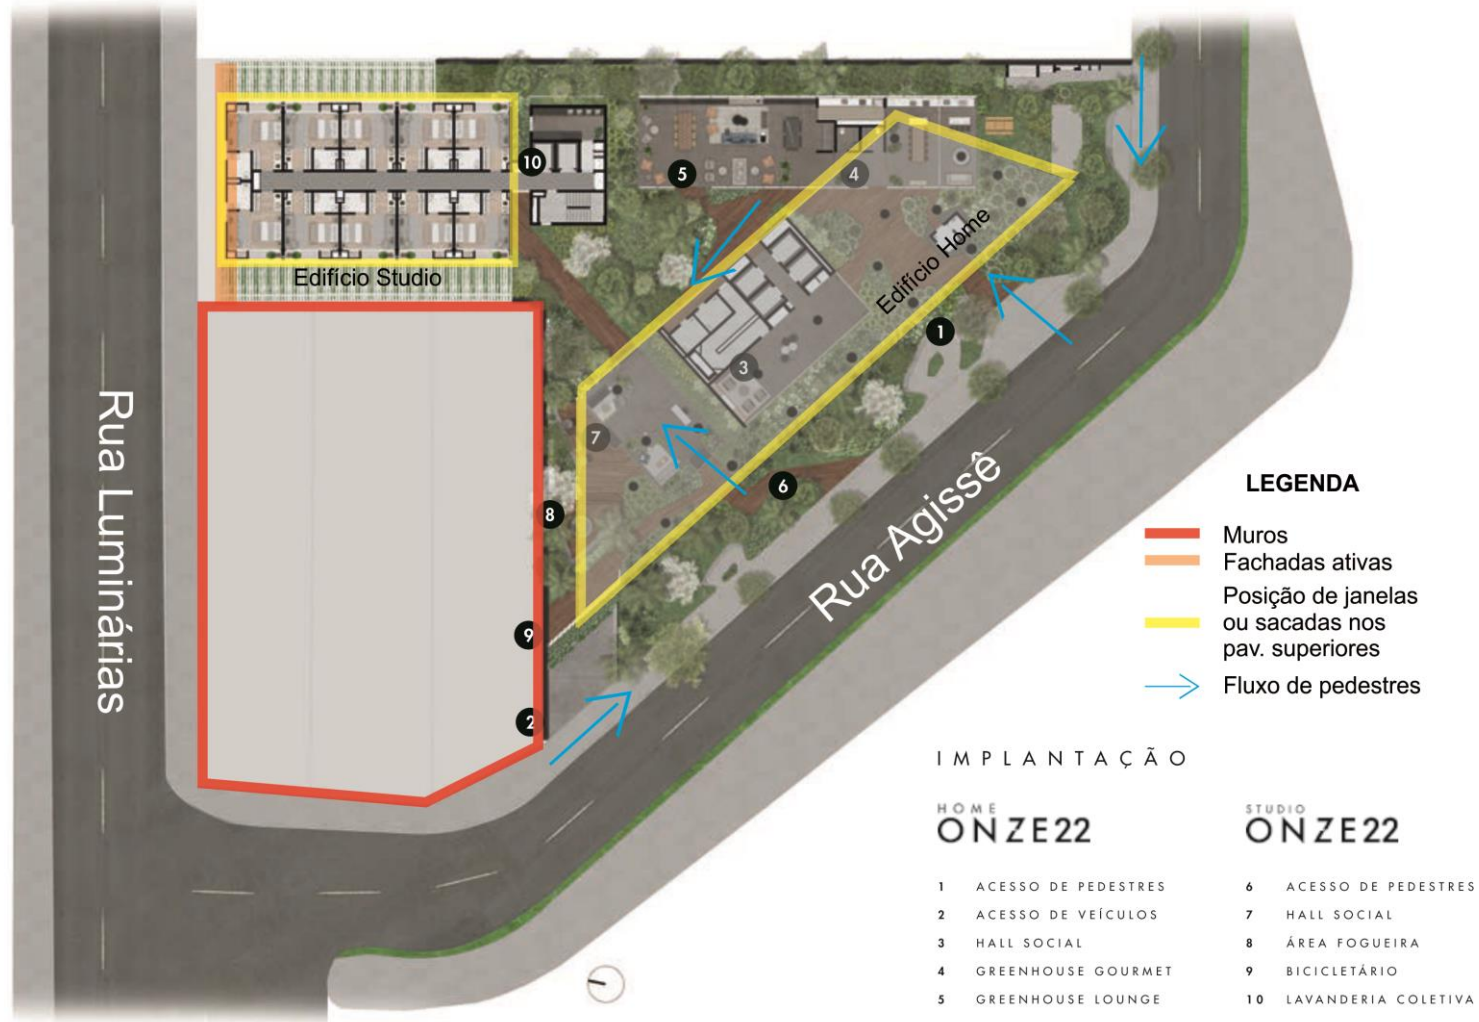 10
5
4
Edifício Studio
Edifício Home
1
3
7
6
8
9
2
Rua Luminárias
Rua Agissê
LEGENDA
Muros
Fachadas ativas
Posição de janelas
ou sacadas nos
pav. superiores
Fluxo de pedestres
IMPLANTAÇÃO
HOME
ONZE22
1 ACESSO DE PEDESTRES
2 ACESSO DE VEÍCULOS
3 HALL SOCIAL
4 GREENHOUSE GOURMET
5 GREENHOUSE LOUNGE
STUDIO
ONZE22
6 ACESSO DE PEDESTRES
7 HALL SOCIAL
8 ÁREA FOGUEIRA
9 BICICLETÁRIO
10 LAVANDERIA COLETIVA